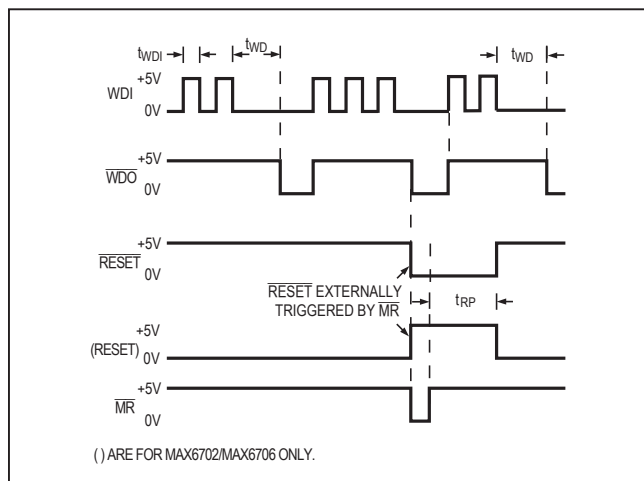 tWDI
tWD
tWD
+5V
WDI
0V
+5V
WDO
0V
+5V
RESET
0V
RESET EXTERNALLY
TRIGGERED BY MR
tRP
+5V
(RESET)
0V
+5V
MR
0V
( ) ARE FOR MAX6702/MAX6706 ONLY.